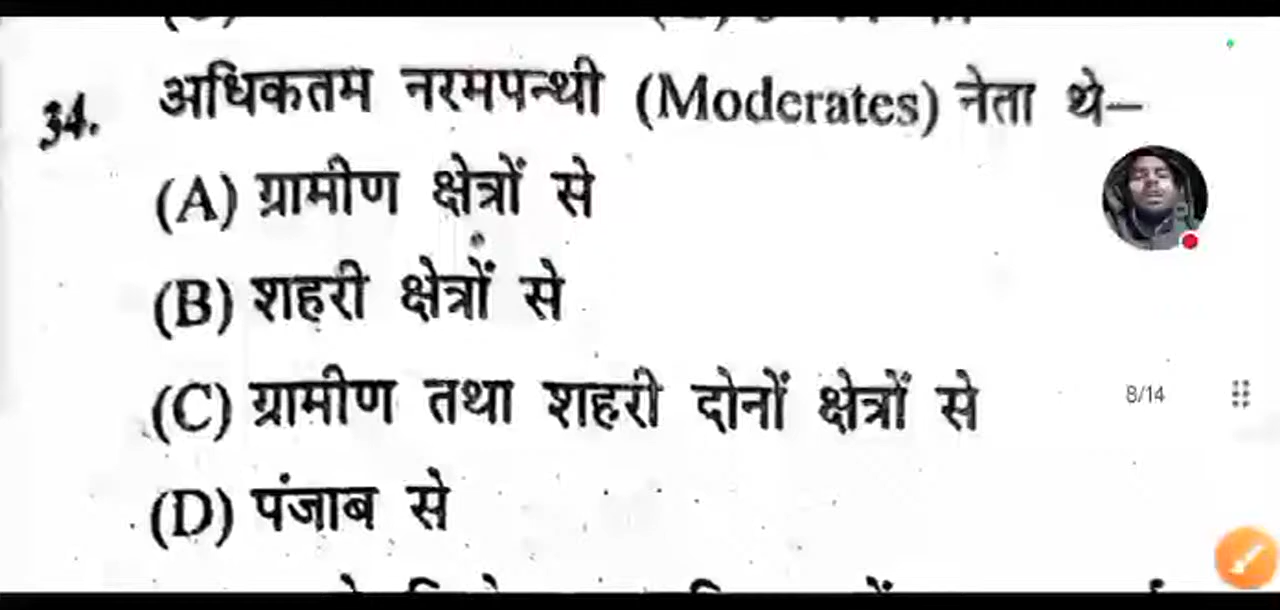 34. अधिकतम नरमपन्थी (Moderates) नेता थे–
(A) ग्रामीण क्षेत्रों से
(B) शहरी क्षेत्रों से
(C) ग्रामीण तथा शहरी दोनों क्षेत्रों से
8/14
(D) पंजाब से